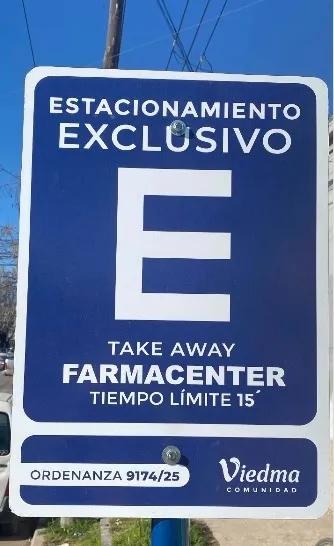 ESTACIONAMIENTO
EXCLUSIVO
E
TAKE AWAY
FARMACENTER
TIEMPO LÍMITE 15´
ORDENANZA 9174/25
Viedma
COMUNIDAD